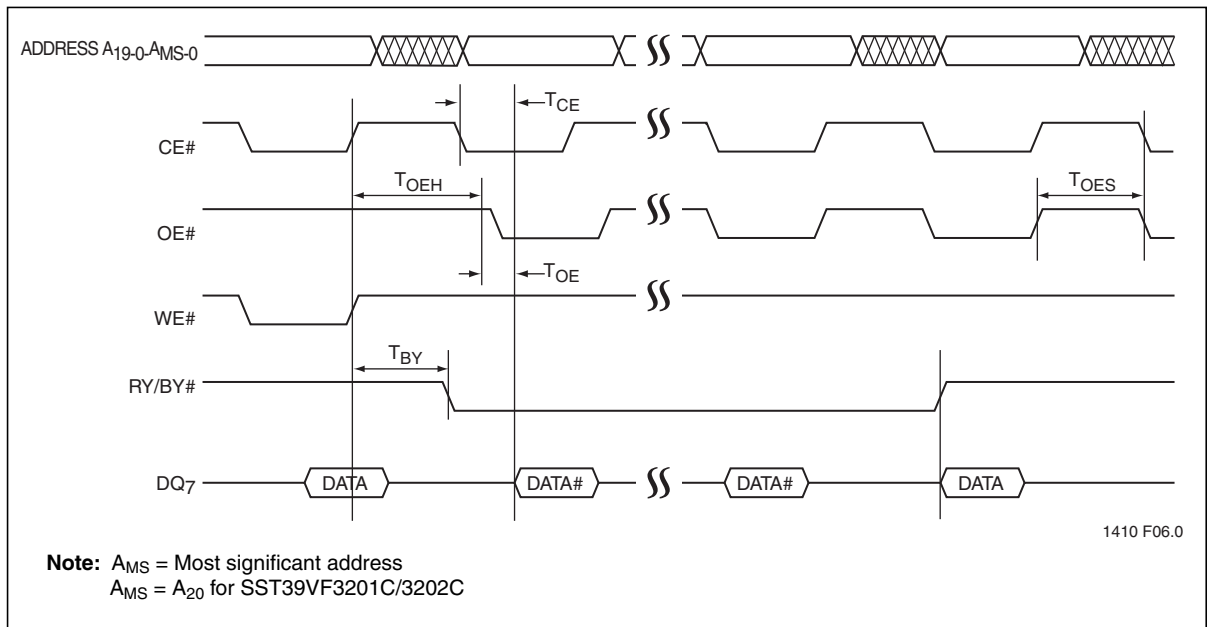 ADDRESS A19-0-AMS-0
TCE
CE#
TOEH
TOES
OE#
TOE
WE#
TBY
RY/BY#
DQ7
DATA
DATA#
DATA#
DATA
1410 F06.0
Note: AMS = Most significant address
AMS = A20 for SST39VF3201C/3202C